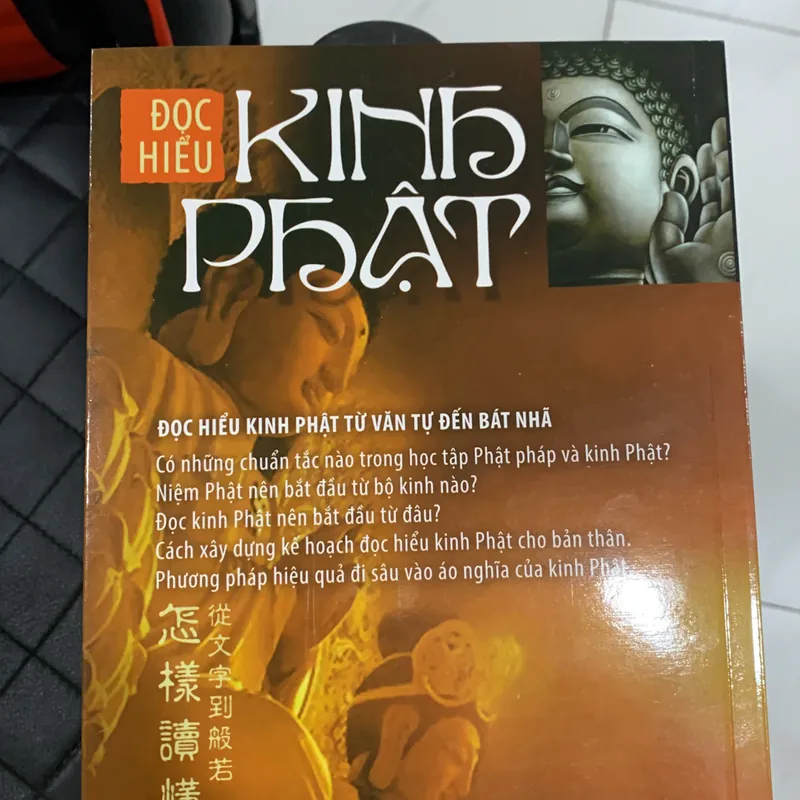 ĐỌC
HIỂU
KINH
PHẬT
ĐỌC HIỂU KINH PHẬT TỪ VĂN TỰ ĐẾN BÁT NHÃ
Có những chuẩn tắc nào trong học tập Phật pháp và kinh Phật?
Niệm Phật nên bắt đầu từ bộ kinh nào?
Đọc kinh Phật nên bắt đầu từ đâu?
Cách xây dựng kế hoạch đọc hiểu kinh Phật cho bản thân.
Phương pháp hiệu quả đi sâu vào áo nghĩa của kinh Phật
從文字到般若
怎樣讀懂